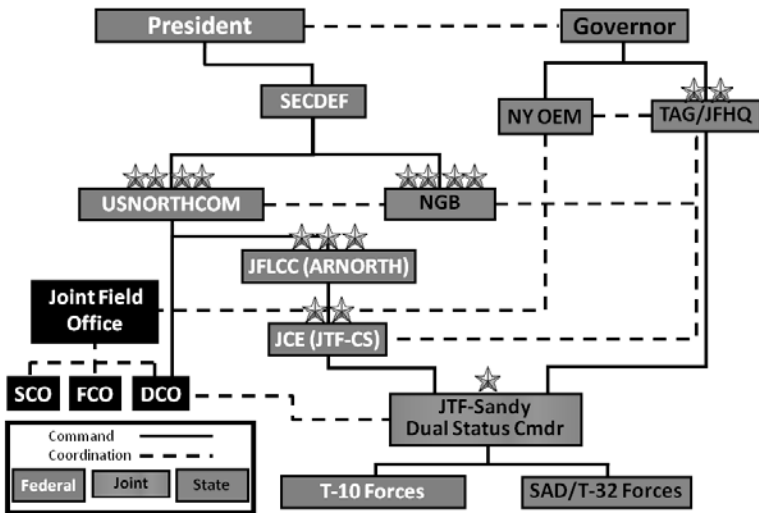 President
Governor
SECDEF
NY OEM
TAG/JFHQ
USNORTHCOM
NGB
JFLCC (ARNORTH)
Joint Field
Office
JCE (JTF-CS)
SCO
FCO
DCO
JTF-Sandy
Dual Status Cmdr
Command
Coordination
Federal
Joint
State
T-10 Forces
SAD/T-32 Forces